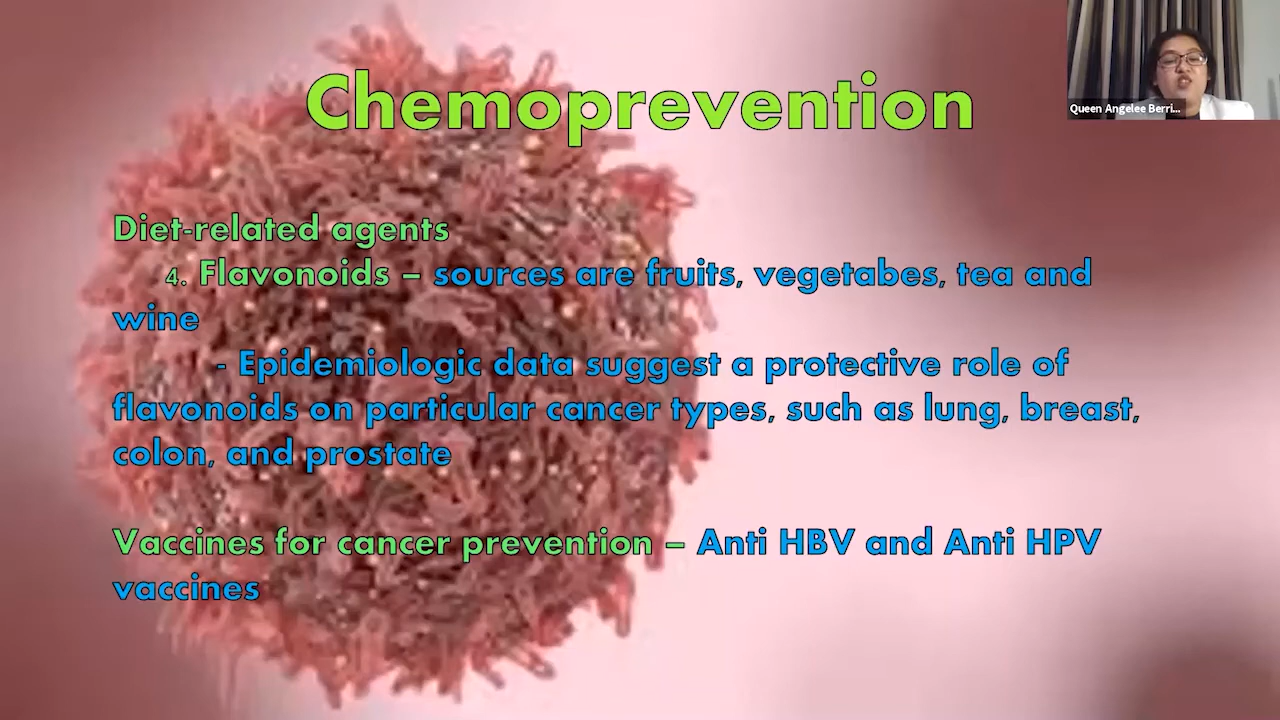 Chemoprevention
Queen Angelee Berri...
Diet-related agents
4. Flavonoids – sources are fruits, vegetabes, tea and
wine
- Epidemiologic data suggest a protective role of
flavonoids on particular cancer types, such as lung, breast,
colon, and prostate
Vaccines for cancer prevention – Anti HBV and Anti HPV
vaccines